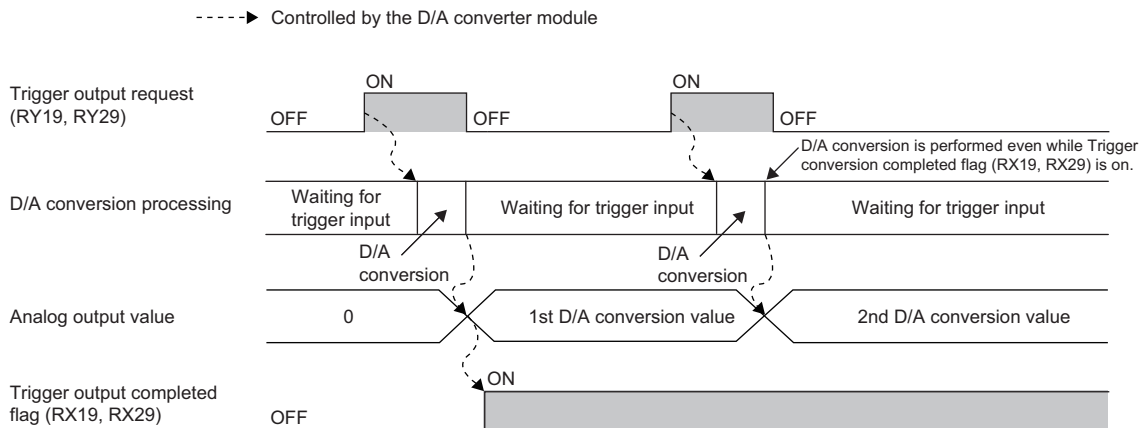 Controlled by the D/A converter module
Trigger output request
(RY19, RY29)
OFF
ON
OFF
ON
OFF
D/A conversion is performed even while Trigger
conversion completed flag (RX19, RX29) is on.
D/A conversion processing
Waiting for
trigger input
Waiting for trigger input
Waiting for trigger input
D/A
conversion
D/A
conversion
Analog output value
0
1st D/A conversion value
2nd D/A conversion value
Trigger output completed
flag (RX19, RX29)
OFF
ON